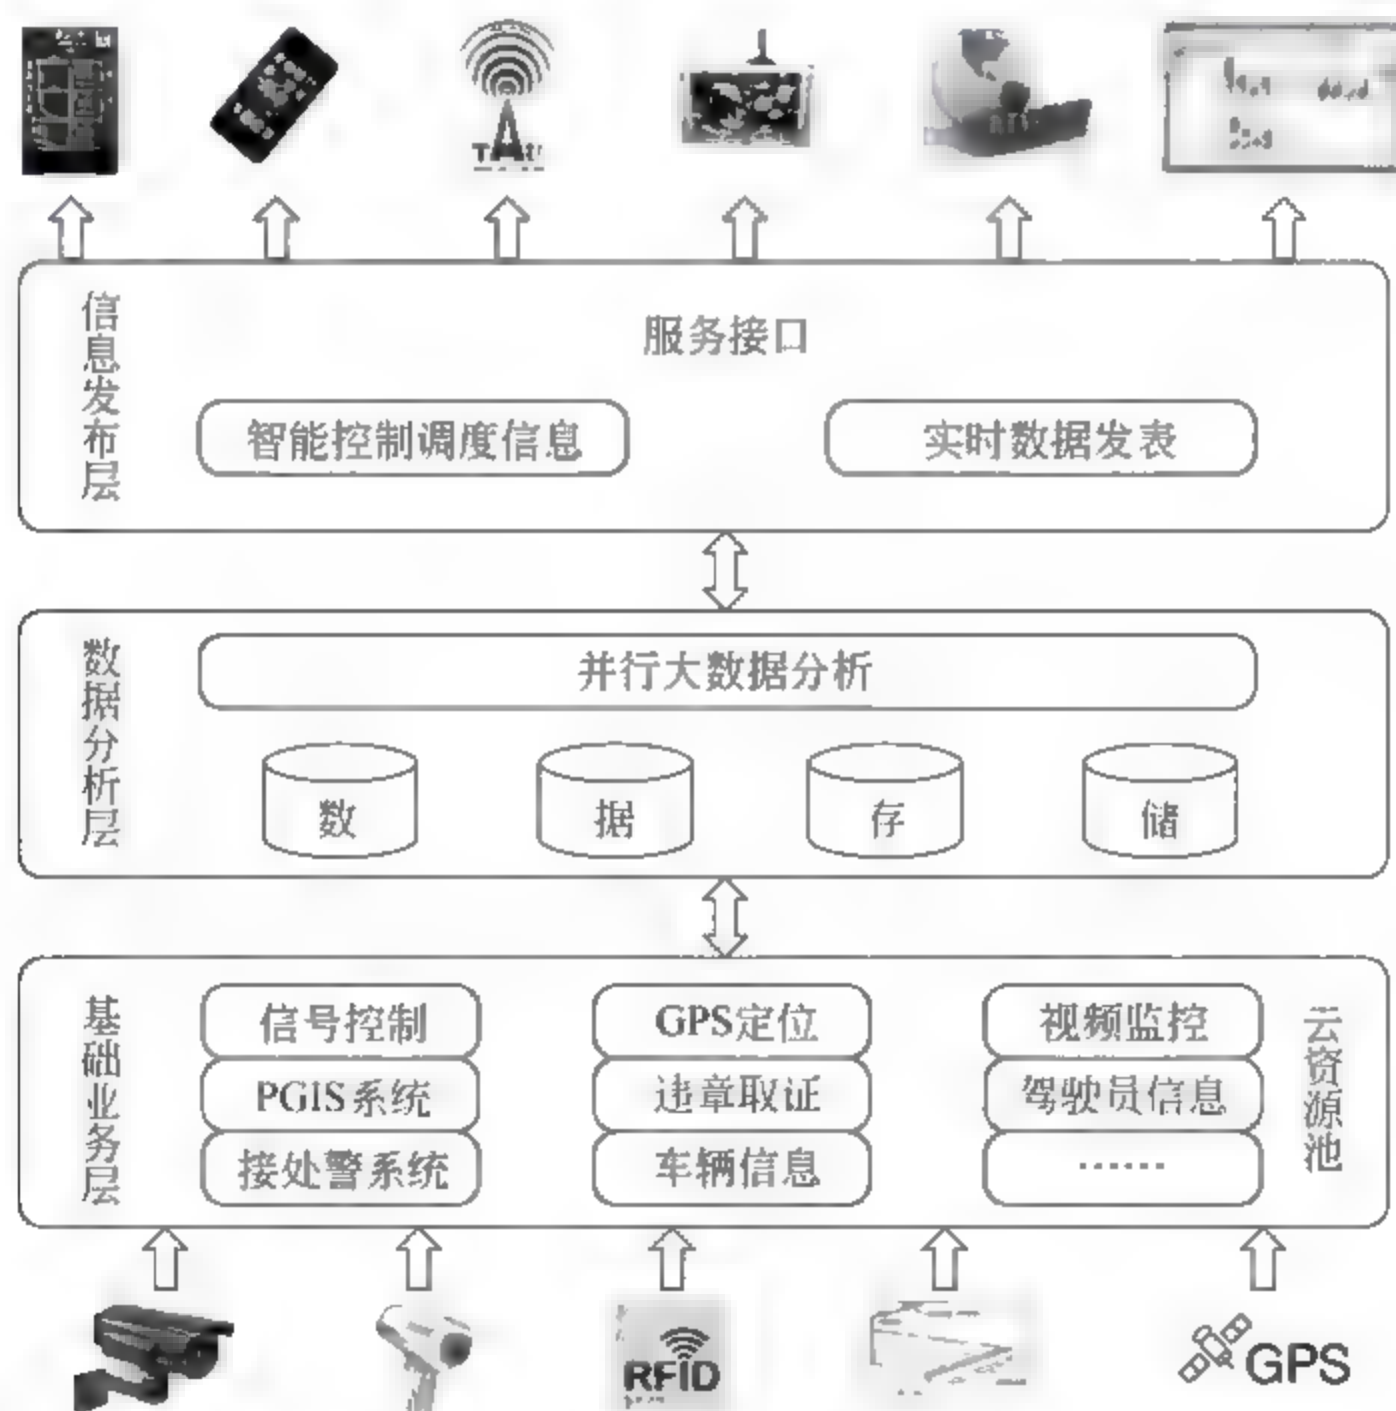 信息发布层
服务接口
智能控制调度信息
实时数据发表
数据分析层
并行大数据分析
数
据
存
储
基础业务层
信号控制
GPS定位
视频监控
云资源池
PGIS系统
违章取证
驾驶员信息
接处警系统
车辆信息
······
RFID
GPS